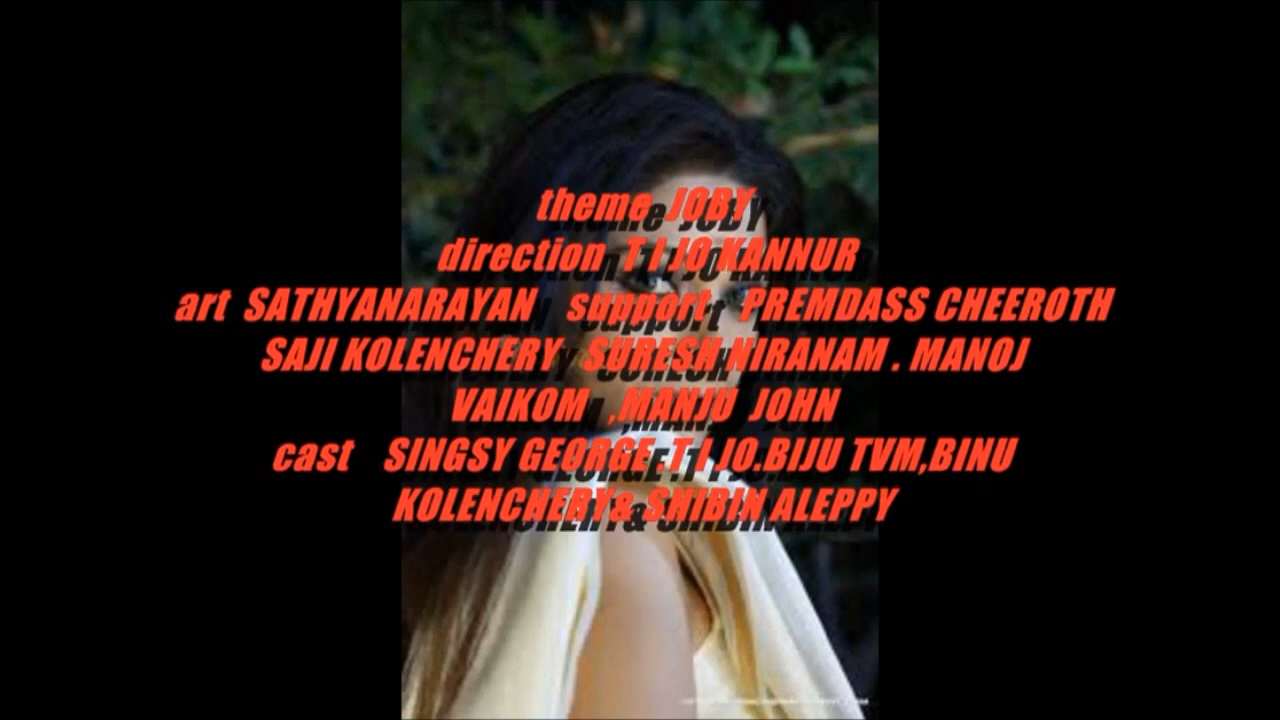 theme JOBY
direction T I JO KANNUR
art SATHYANARAYAN support PREMDASS CHEEROTH
SAJI KOLENCHERY SURESH NIRANAM . MANOJ
VAIKOM ,MANJU JOHN
cast SINGSY GEORGE.T I JO.BIJU TVM,BINU
KOLENCHERY& SHIBIN ALEPPY